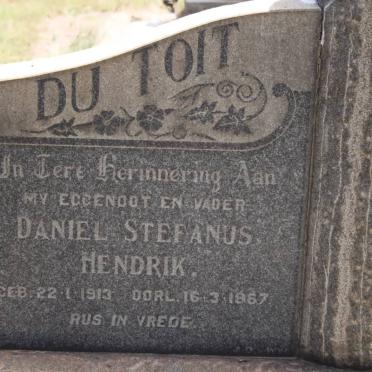 DU TOIT
In Tere Herinnering Aan
MY EGGENOOT EN VADER
DANIEL STEFANUS
HENDRIK.
GEB. 22.1.1913 OORL. 16.3.1967
RUS IN VREDE.